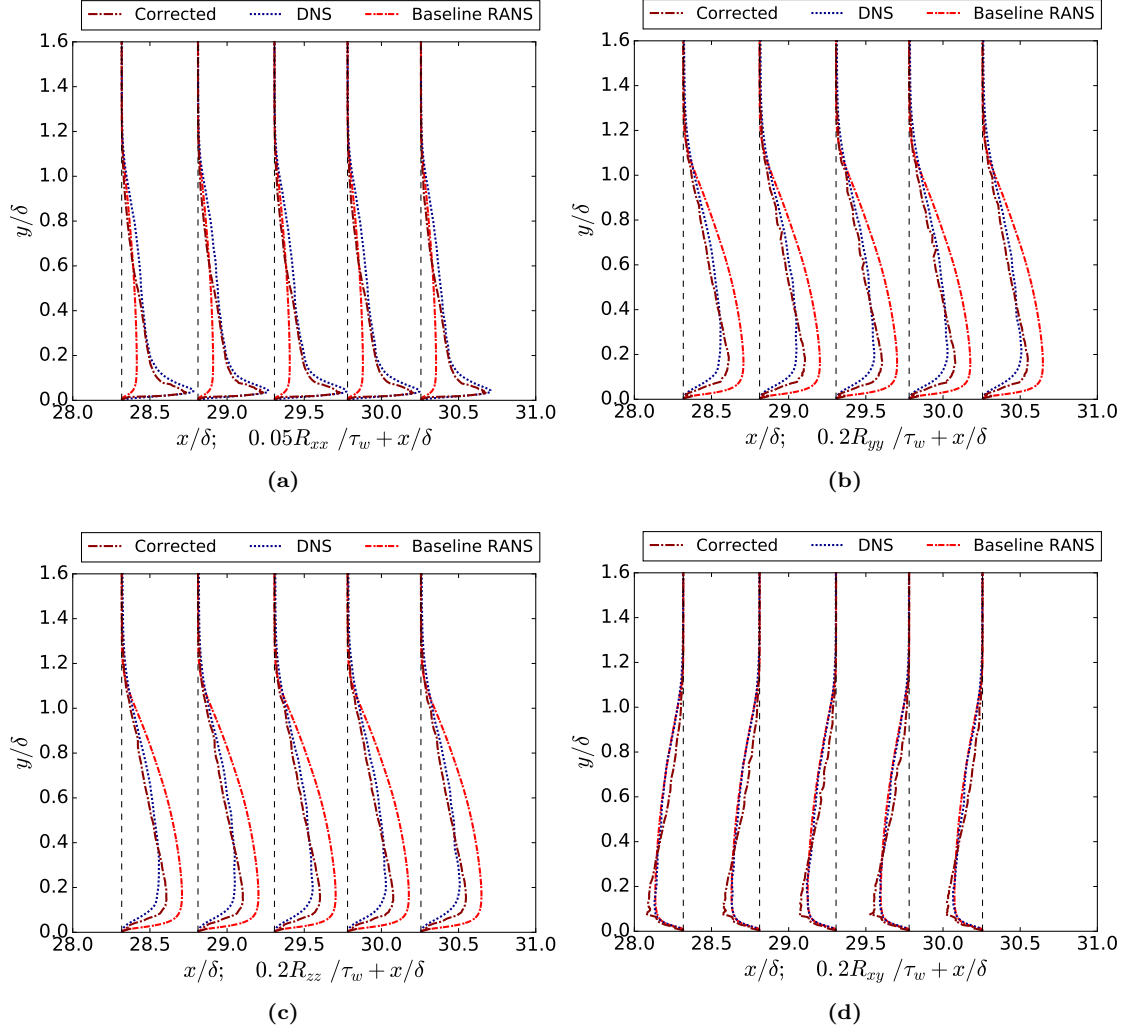 Corrected DNS Baseline RANS
1.6
1.4
1.2
1.0
0.8
0.6
0.4
0.2
0.0
y/δ
28.0 28.5 29.0 29.5 30.0 30.5 31.0
x/δ; 0.05R_{xx} /τ_w + x/δ
(a)
Corrected DNS Baseline RANS
1.6
1.4
1.2
1.0
0.8
0.6
0.4
0.2
0.0
y/δ
28.0 28.5 29.0 29.5 30.0 30.5 31.0
x/δ; 0.2R_{yy} /τ_w + x/δ
(b)
Corrected DNS Baseline RANS
1.6
1.4
1.2
1.0
0.8
0.6
0.4
0.2
0.0
y/δ
28.0 28.5 29.0 29.5 30.0 30.5 31.0
x/δ; 0.2R_{zz} /τ_w + x/δ
(c)
Corrected DNS Baseline RANS
1.6
1.4
1.2
1.0
0.8
0.6
0.4
0.2
0.0
y/δ
28.0 28.5 29.0 29.5 30.0 30.5 31.0
x/δ; 0.2R_{xy} /τ_w + x/δ
(d)